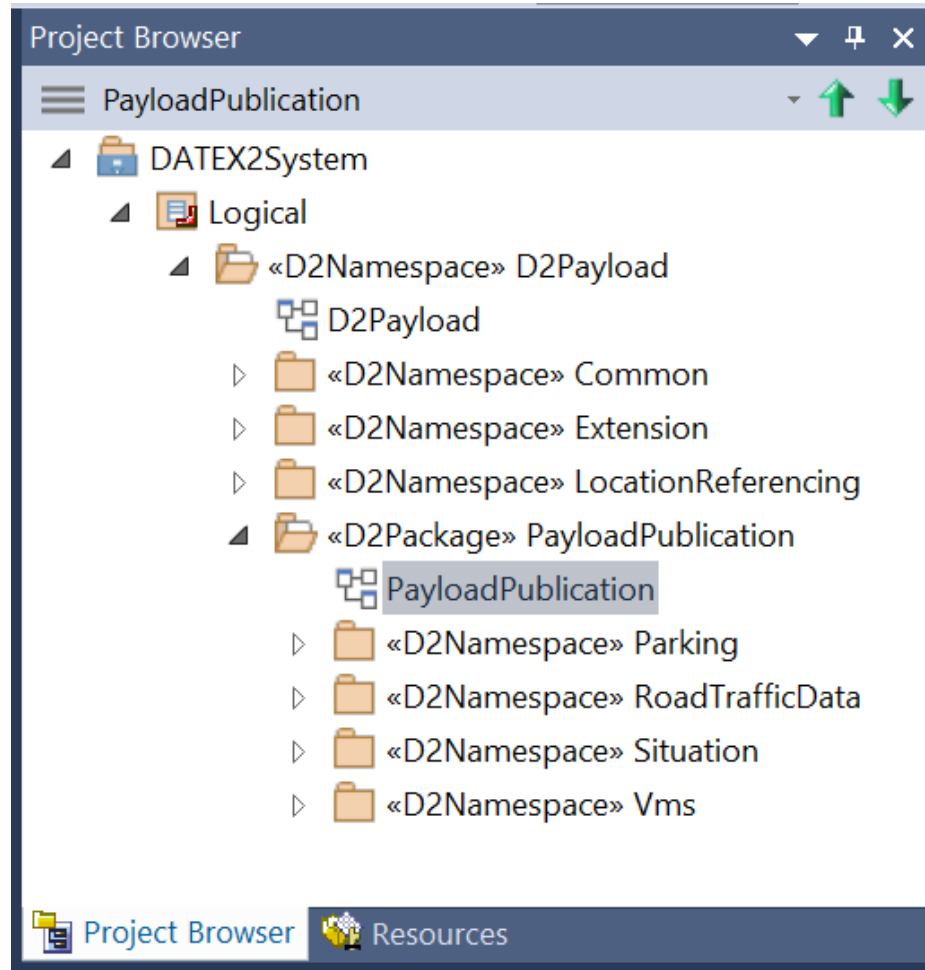 Project Browser
PayloadPublication
DATEX2System
Logical
«D2Namespace» D2Payload
D2Payload
«D2Namespace» Common
«D2Namespace» Extension
«D2Namespace» LocationReferencing
«D2Package» PayloadPublication
PayloadPublication
«D2Namespace» Parking
«D2Namespace» RoadTrafficData
«D2Namespace» Situation
«D2Namespace» Vms
Project Browser Resources